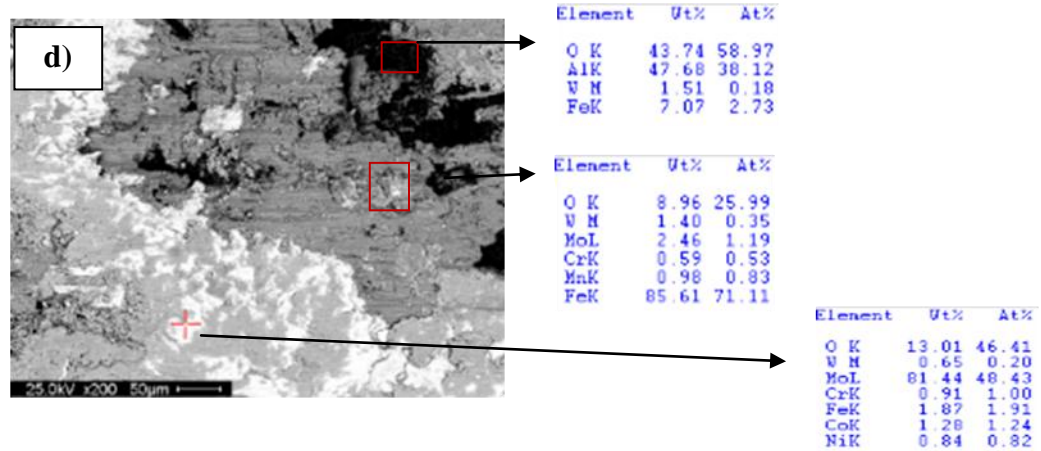 d)
Element Wt% At%
O K 43.74 58.97
AlK 47.68 38.12
W M 1.51 0.18
FeK 7.07 2.73
Element Wt% At%
O K 8.96 25.99
W M 1.40 0.35
MoL 2.46 1.19
CrK 0.59 0.53
MnK 0.98 0.83
FeK 85.61 71.11
Element Wt% At%
O K 13.01 46.41
W M 0.65 0.20
MoL 81.44 48.43
CrK 0.91 1.00
FeK 1.87 1.91
CoK 1.28 1.24
NiK 0.84 0.82
25.0kV x200 50µm